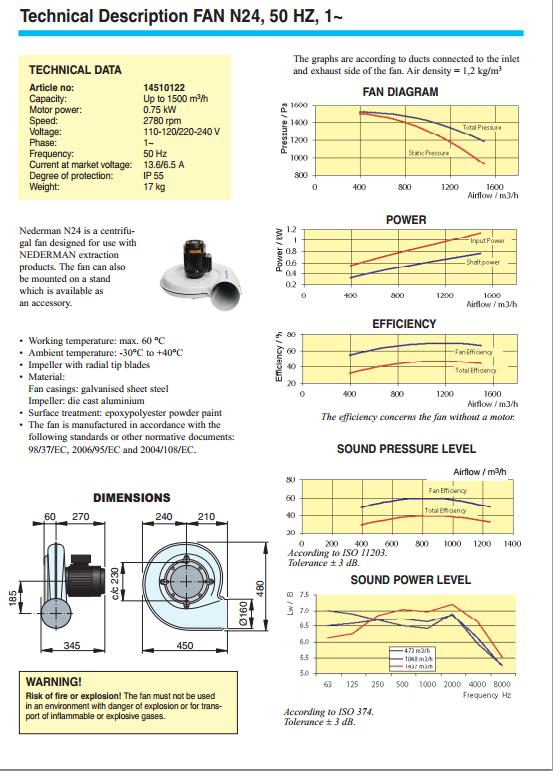 Technical Description FAN N24, 50 HZ, 1~
TECHNICAL DATA
Article no: 14510122
Capacity: Up to 1500 m³/h
Motor power: 0.75 kW
Speed: 2780 rpm
Voltage: 110-120/220-240 V
Phase: 1~
Frequency: 50 Hz
Current at market voltage: 13.6/6.5 A
Degree of protection: IP 55
Weight: 17 kg
Nederman N24 is a centrifu-
gal fan designed for use with
NEDERMAN extraction
products. The fan can also
be mounted on a stand
which is available as
an accessory.
• Working temperature: max. 60 °C
• Ambient temperature: -30°C to +40°C
• Impeller with radial tip blades
• Material:
Fan casings: galvanised sheet steel
Impeller: die cast aluminium
• Surface treatment: epoxypolyester powder paint
• The fan is manufactured in accordance with the
following standards or other normative documents:
98/37/EC, 2006/95/EC and 2004/108/EC.
DIMENSIONS
60 270 240 210
185
c/c 230
Ø160
480
345 450
WARNING!
Risk of fire or explosion! The fan must not be used
in an environment with danger of explosion or for trans-
port of inflammable or explosive gases.
The graphs are according to ducts connected to the inlet
and exhaust side of the fan. Air density = 1,2 kg/m³
FAN DIAGRAM
Pressure / Pa
1600
1400
1200
1000
800
Total Pressure
Static Pressure
0 400 800 1200 1600
Airflow / m3/h
POWER
Power / kW
1.2
1
0.8
0.6
0.4
0.2
Input Power
Shaft power
0 400 800 1200 1600
Airflow / m3/h
EFFICIENCY
Efficiency / %
80
60
40
20
Fan Efficiency
Total Efficiency
0 400 800 1200 1600
Airflow / m3/h
The efficiency concerns the fan without a motor.
SOUND PRESSURE LEVEL
Airflow / m³/h
80
60
40
20
Fan Efficiency
Total Efficiency
0 200 400 600 800 1000 1200 1400
According to ISO 11203.
Tolerance ± 3 dB.
SOUND POWER LEVEL
Lw / B
7.5
7.0
6.5
6.0
5.5
5.0
473 m3/h
1048 m3/h
1437 m3/h
63 125 250 500 1000 2000 4000 8000
Frequency Hz
According to ISO 374.
Tolerance ± 3 dB.